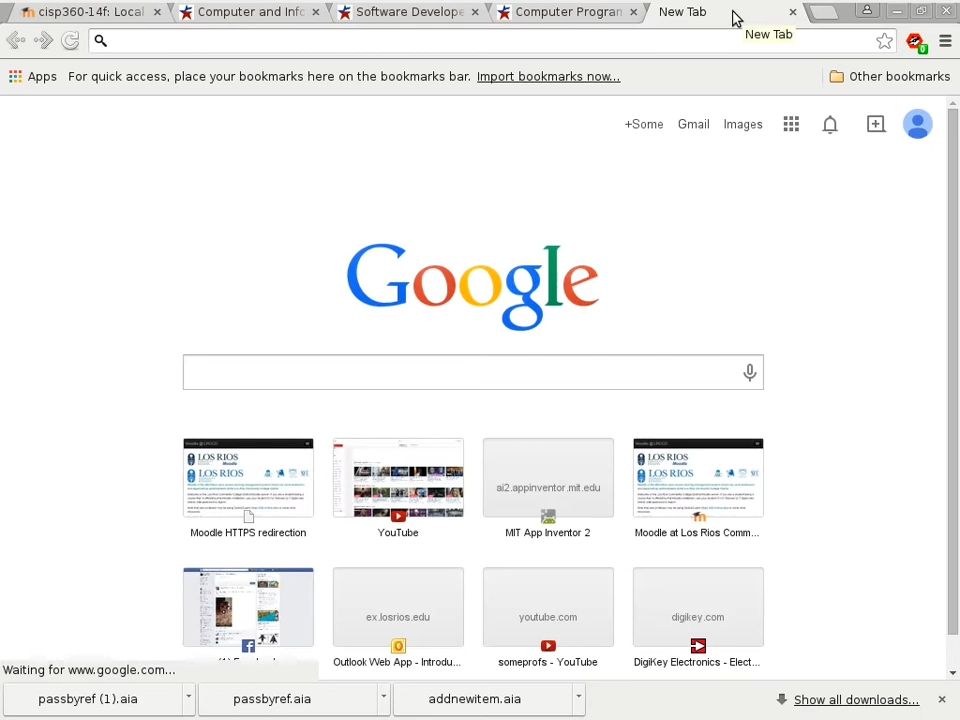 cisp360-14f: Local
Computer and Info
Software Develope
Computer Program
New Tab
New Tab
Apps
For quick access, place your bookmarks here on the bookmarks bar. Import bookmarks now...
Other bookmarks
+Some
Gmail
Images
Google
LOS RIOS
LOS RIOS
ai2.appinventor.mit.edu
LOS RIOS
LOS RIOS
Moodle HTTPS redirection
YouTube
MIT App Inventor 2
Moodle at Los Rios Comm...
ex.losrios.edu
youtube.com
digikey.com
Outlook Web App - Introdu...
someprofs - YouTube
DigiKey Electronics - Elect...
Waiting for www.google.com...
passbyref (1).aia
passbyref.aia
addnewitem.aia
Show all downloads...